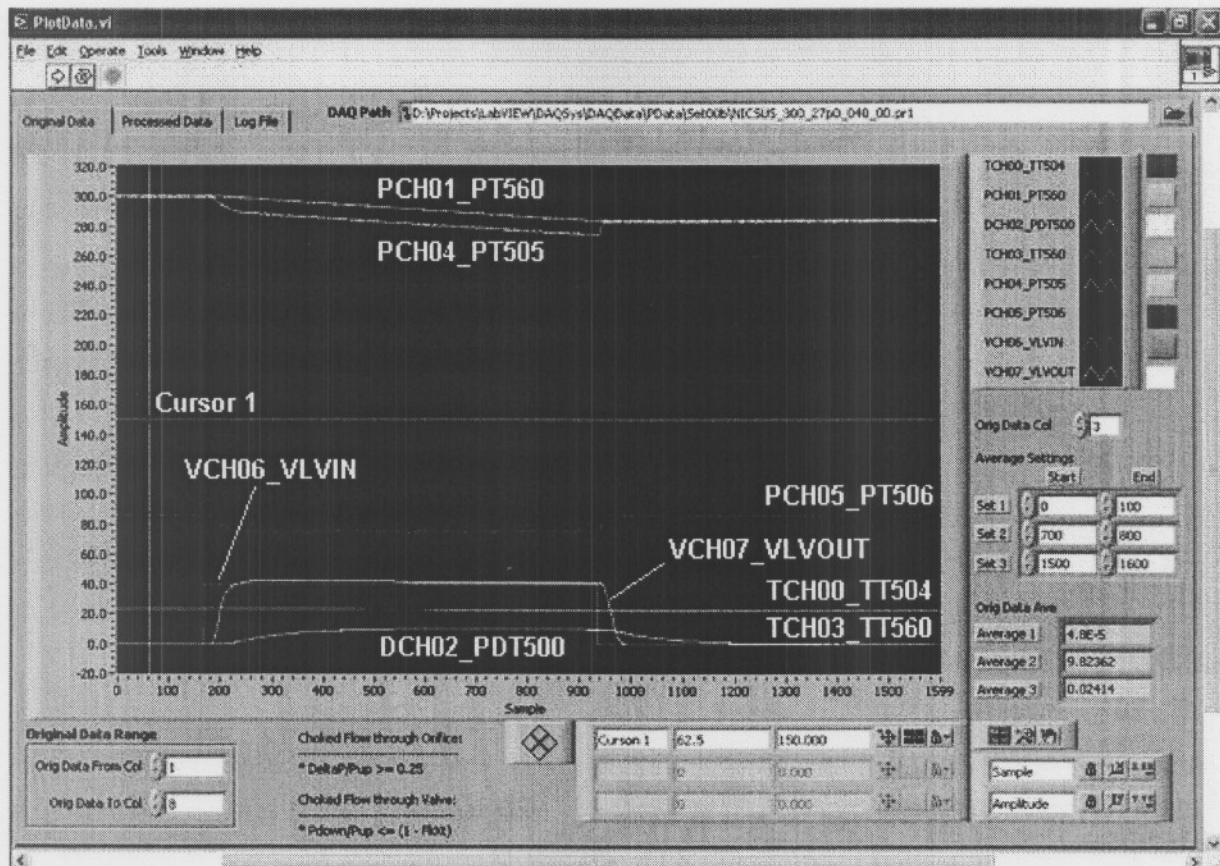 PlotData.vi
File Edit Operate Tools Window Help
1
Original Data Processed Data Log File
DAQ Path D:\Projects\LabVIEW\DAQSys\DAQData\PData\Set00b\NICSUS_300_27p0_040_00.pr1
320.0
300.0
280.0
260.0
240.0
220.0
200.0
180.0
160.0
140.0
120.0
100.0
80.0
60.0
40.0
20.0
0.0
-20.0
Amplitude
PCH01_PT560
PCH04_PT505
Cursor 1
VCH06_VLVIN
PCH05_PT506
VCH07_VLVOUT
TCH00_TT504
DCH02_PDT500
TCH03_TT560
0 100 200 300 400 500 600 700 800 900 1000 1100 1200 1300 1400 1500 1599
Sample
TCH00_TT504
PCH01_PT560
DCH02_PDT500
TCH03_TT560
PCH04_PT505
PCH05_PT506
VCH06_VLVIN
VCH07_VLVOUT
Orig Data Col 3
Average Settings
Start End
Set 1 0 100
Set 2 700 800
Set 3 1500 1600
Orig Data Ave
Average 1 4.8E-5
Average 2 9.82362
Average 3 0.02414
Original Data Range
Orig Data From Col 1
Orig Data To Col 8
Choked Flow through Orifice:
* DeltaP/Pup >= 0.25
Choked Flow through Valve:
* Pdown/Pup <= (1 -
Cursor 1 62.5 150.000
0 0.000
0 0.000
Sample
Amplitude